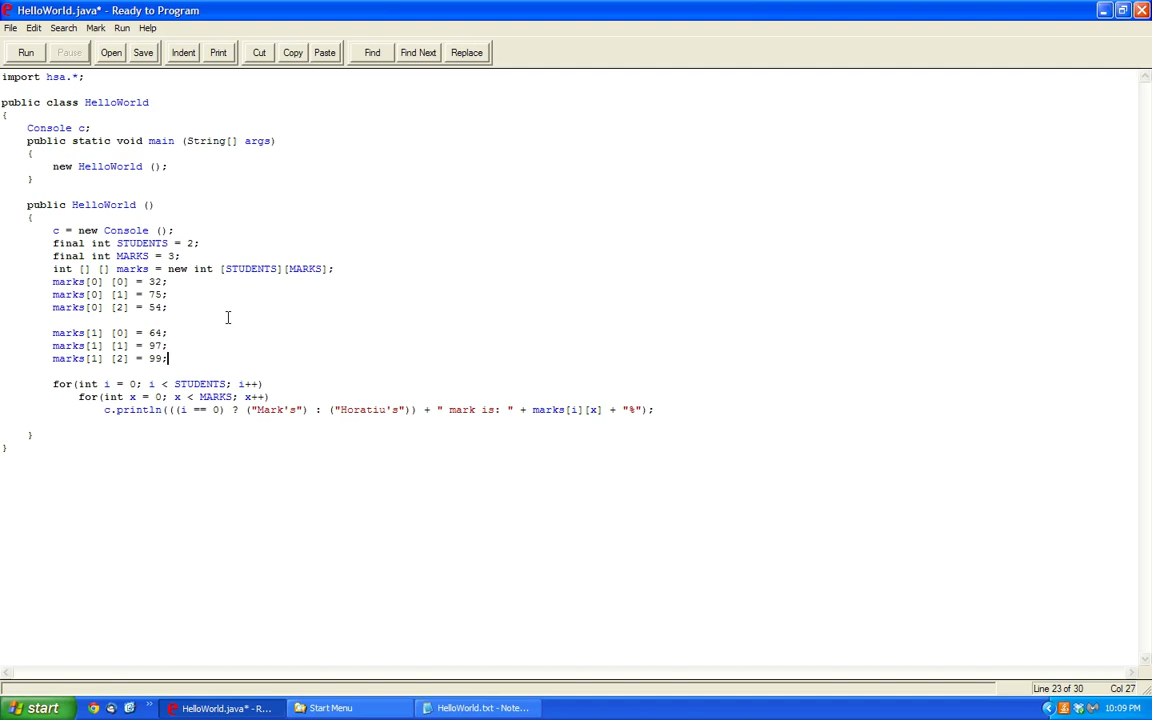 HelloWorld.java* - Ready to Program
File Edit Search Mark Run Help
Run Pause Open Save Indent Print Cut Copy Paste Find Find Next Replace
import hsa.*;
public class HelloWorld
{
Console c;
public static void main (String[] args)
{
new HelloWorld ();
}
public HelloWorld ()
{
c = new Console ();
final int STUDENTS = 2;
final int MARKS = 3;
int [] [] marks = new int [STUDENTS][MARKS];
marks[0] [0] = 32;
marks[0] [1] = 75;
marks[0] [2] = 54;
marks[1] [0] = 64;
marks[1] [1] = 97;
marks[1] [2] = 99;
for(int i = 0; i < STUDENTS; i++)
for(int x = 0; x < MARKS; x++)
c.println(((i == 0) ? ("Mark's") : ("Horatiu's")) + " mark is: " + marks[i][x] + "%");
}
}
Line 23 of 30 Col 27
start HelloWorld.java* - R... Start Menu HelloWorld.txt - Note... 10:09 PM